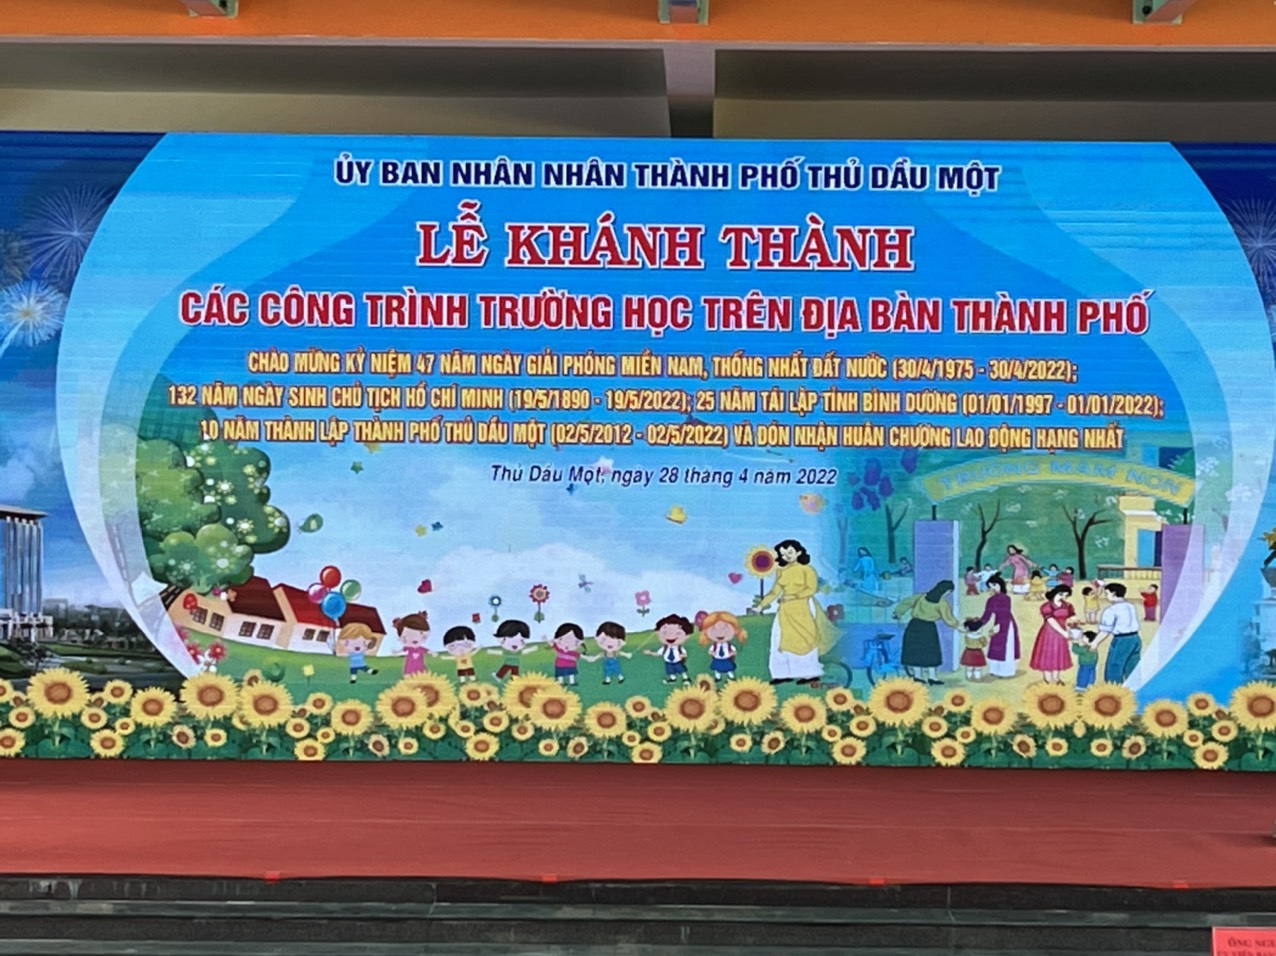 ỦY BAN NHÂN NHÂN THÀNH PHỐ THỦ DẦU MỘT
LỄ KHÁNH THÀNH
CÁC CÔNG TRÌNH TRƯỜNG HỌC TRÊN ĐỊA BÀN THÀNH PHỐ
CHÀO MỪNG KỶ NIỆM 47 NĂM NGÀY GIẢI PHÓNG MIỀN NAM, THỐNG NHẤT ĐẤT NƯỚC (30/4/1975 - 30/4/2022);
132 NĂM NGÀY SINH CHỦ TỊCH HỒ CHÍ MINH (19/5/1890 - 19/5/2022); 25 NĂM TÁI LẬP TỈNH BÌNH DƯƠNG (01/01/1997 - 01/01/2022);
10 NĂM THÀNH LẬP THÀNH PHỐ THỦ DẦU MỘT (02/5/2012 - 02/5/2022) VÀ ĐÓN NHẬN HUÂN CHƯƠNG LAO ĐỘNG HẠNG NHẤT
Thủ Dầu Một, ngày 28 tháng 4 năm 2022
TRƯỜNG MẦM NON
ÔNG